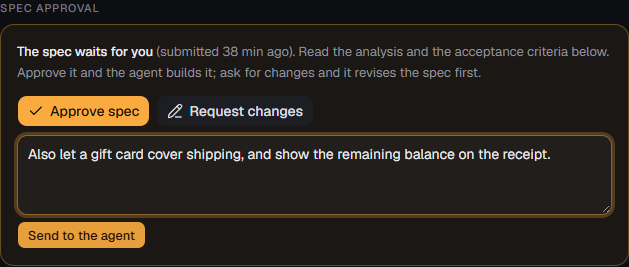 SPEC APPROVAL
The spec waits for you (submitted 38 min ago). Read the analysis and the acceptance criteria below.
Approve it and the agent builds it; ask for changes and it revises the spec first.
Approve spec
Request changes
Also let a gift card cover shipping, and show the remaining balance on the receipt.
Send to the agent